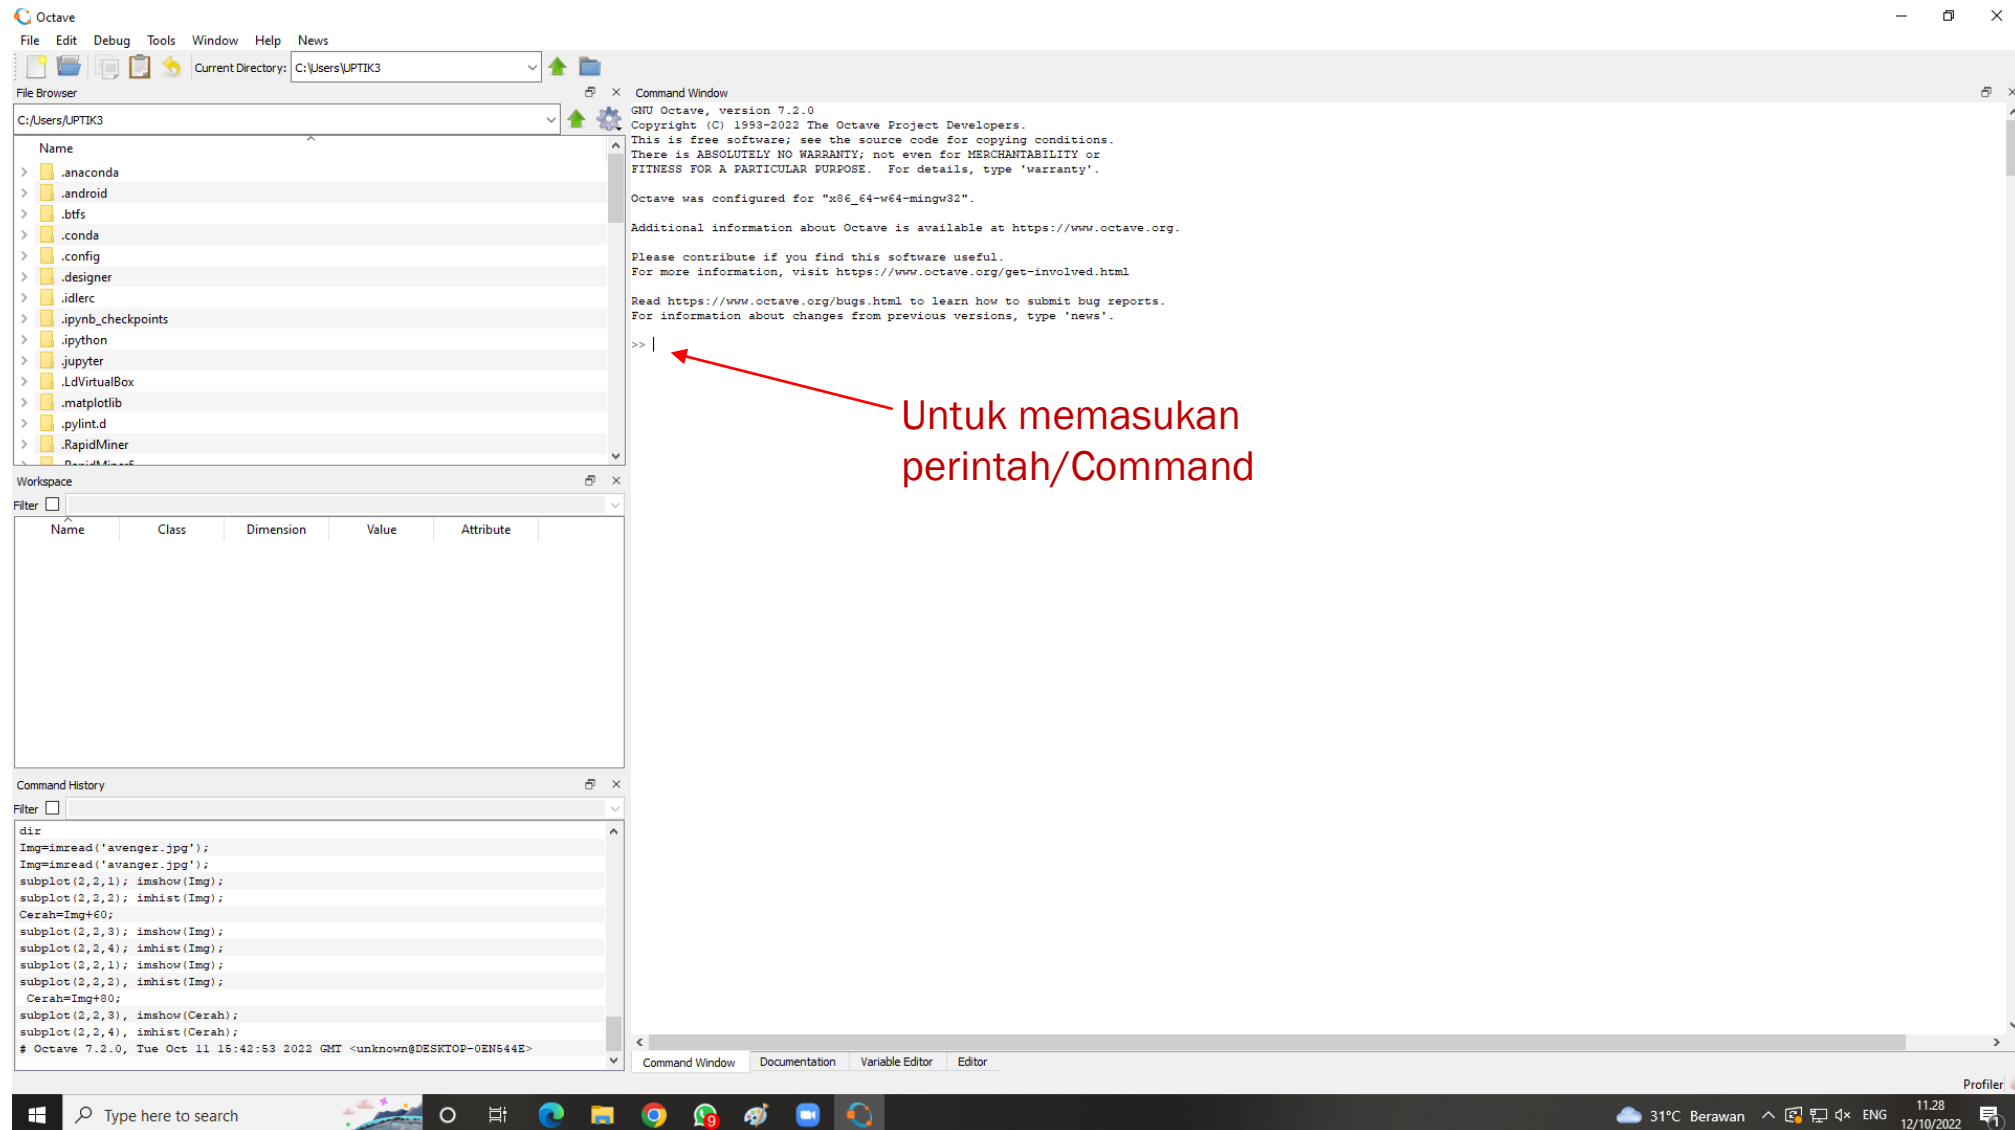 Octave
File Edit Debug Tools Window Help News
Current Directory: C:\Users\UPTIK3
File Browser
C:/Users/UPTIK3
Name
.anaconda
.android
.btfs
.conda
.config
.designer
.idlerc
.ipynb_checkpoints
.ipython
.jupyter
.LdVirtualBox
.matplotlib
.pylint.d
.RapidMiner
Workspace
Filter
Name Class Dimension Value Attribute
Command History
Filter
dir
Img=imread('avenger.jpg');
Img=imread('avanger.jpg');
subplot(2,2,1); imshow(Img);
subplot(2,2,2); imhist(Img);
Cerah=Img+60;
subplot(2,2,3); imshow(Img);
subplot(2,2,4); imhist(Img);
subplot(2,2,1); imshow(Img);
subplot(2,2,2), imhist(Img);
Cerah=Img+80;
subplot(2,2,3), imshow(Cerah);
subplot(2,2,4), imhist(Cerah);
# Octave 7.2.0, Tue Oct 11 15:42:53 2022 GMT <unknown@DESKTOP-0EN544E>
Command Window
GNU Octave, version 7.2.0
Copyright (C) 1993-2022 The Octave Project Developers.
This is free software; see the source code for copying conditions.
There is ABSOLUTELY NO WARRANTY; not even for MERCHANTABILITY or
FITNESS FOR A PARTICULAR PURPOSE. For details, type 'warranty'.
Octave was configured for "x86_64-w64-mingw32".
Additional information about Octave is available at https://www.octave.org.
Please contribute if you find this software useful.
For more information, visit https://www.octave.org/get-involved.html
Read https://www.octave.org/bugs.html to learn how to submit bug reports.
For information about changes from previous versions, type 'news'.
>>
Untuk memasukan
perintah/Command
Command Window Documentation Variable Editor Editor
Profiler
Type here to search
9
31°C Berawan
ENG
11.28
12/10/2022
1